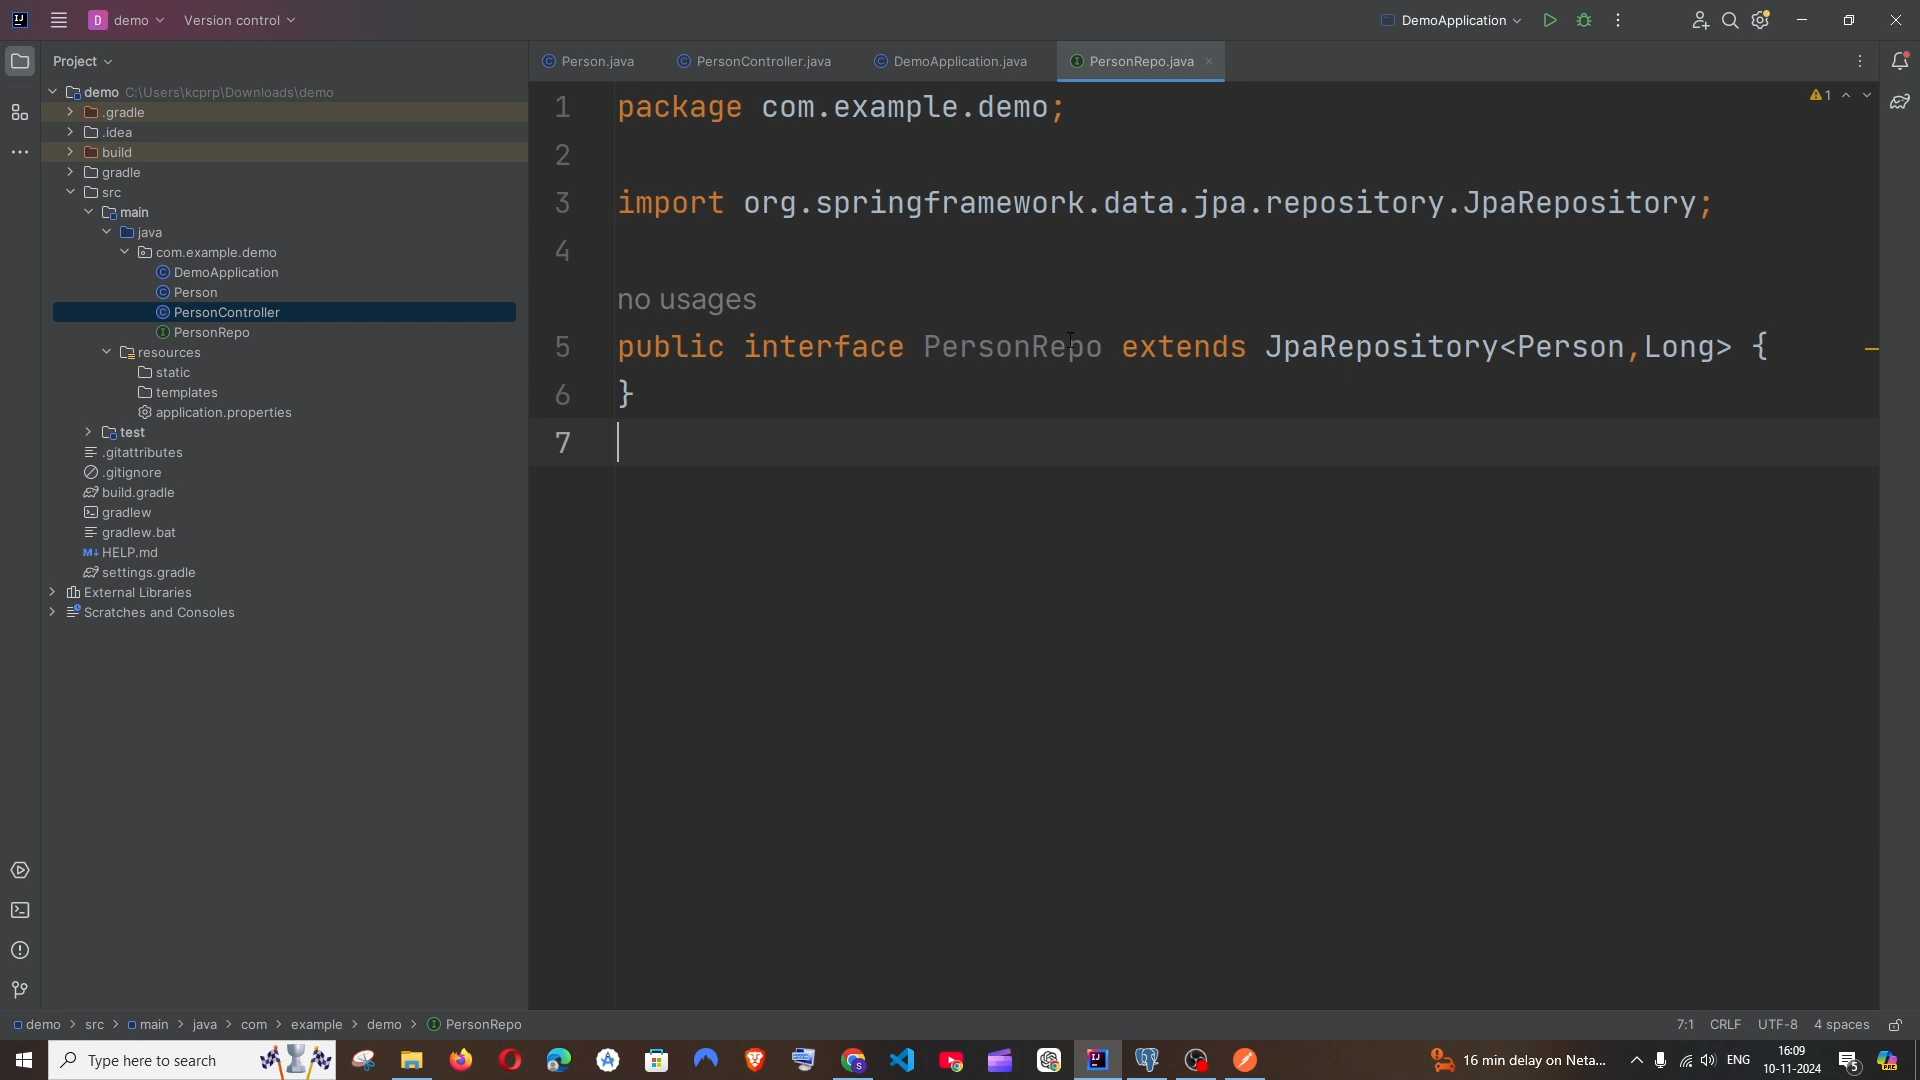 IJ
D demo
Version control
DemoApplication
Project
Person.java
PersonController.java
DemoApplication.java
PersonRepo.java
demo C:\Users\kcprp\Downloads\demo
.gradle
.idea
build
gradle
src
main
java
com.example.demo
DemoApplication
Person
PersonController
PersonRepo
resources
static
templates
application.properties
test
.gitattributes
.gitignore
build.gradle
gradlew
gradlew.bat
HELP.md
settings.gradle
External Libraries
Scratches and Consoles
1 package com.example.demo;
2
3 import org.springframework.data.jpa.repository.JpaRepository;
4
no usages
5 public interface PersonRepo extends JpaRepository<Person,Long> {
6 }
7
1
demo > src > main > java > com > example > demo > PersonRepo
7:1 CRLF UTF-8 4 spaces
Type here to search
16 min delay on Neta...
ENG
16:09
10-11-2024
5